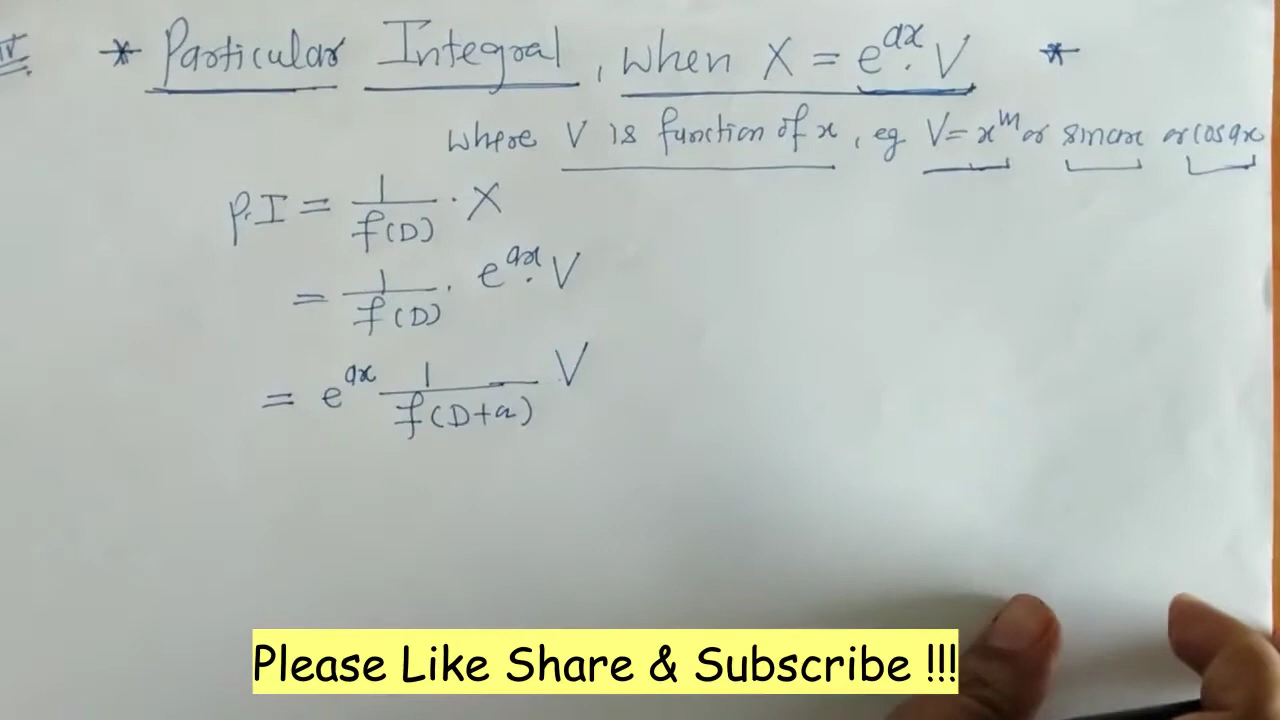 IV.
* Particular Integral, when X = e^{ax}. V *
where V is function of x, eg V = x^m or sin ax or cos ax
P.I = 1/f(D) . X
= 1/f(D) . e^{ax}. V
= e^{ax} 1/f(D+a) V
Please Like Share & Subscribe !!!